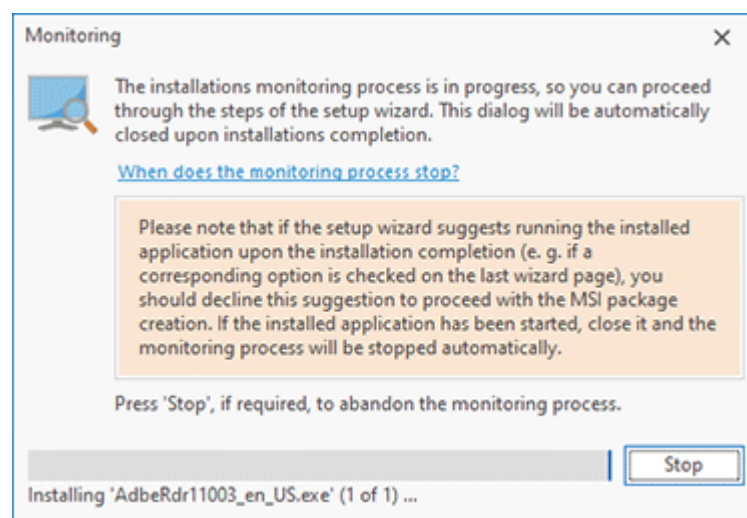 Monitoring
The installations monitoring process is in progress, so you can proceed
through the steps of the setup wizard. This dialog will be automatically
closed upon installations completion.
When does the monitoring process stop?
Please note that if the setup wizard suggests running the installed
application upon the installation completion (e. g. if a
corresponding option is checked on the last wizard page), you
should decline this suggestion to proceed with the MSI package
creation. If the installed application has been started, close it and the
monitoring process will be stopped automatically.
Press 'Stop', if required, to abandon the monitoring process.
Stop
Installing 'AdbeRdr11003_en_US.exe' (1 of 1) ...